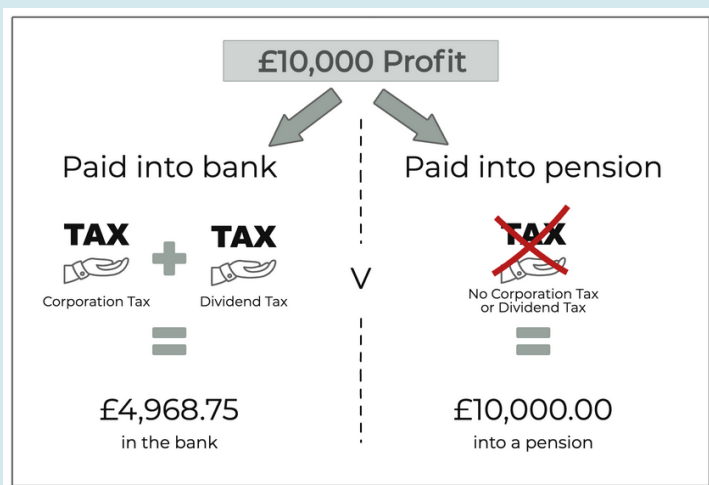 £10,000 Profit
Paid into bank
TAX
TAX
Corporation Tax
Dividend Tax
£4,968.75
in the bank
V
Paid into pension
TAX
No Corporation Tax
or Dividend Tax
£10,000.00
into a pension